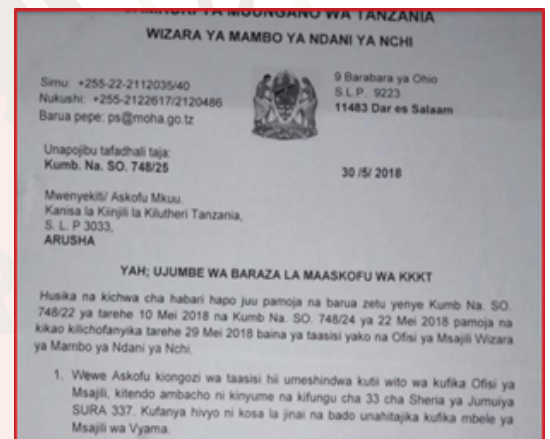 JAMHURI YA MUUNGANO WA TANZANIA
WIZARA YA MAMBO YA NDANI YA NCHI
Simu: +255-22-2112035/40
Nukushi: +255-2122617/2120486
Barua pepe: ps@moha.go.tz
9 Barabara ya Ohio
S.L.P. 9223
11483 Dar es Salaam
Unapojibu tafadhali taja:
Kumb. Na. SO. 748/25
30 /5/ 2018
Mwenyekiti/ Askofu Mkuu.
Kanisa la Kiinjili la Kilutheri Tanzania,
S. L. P 3033,
ARUSHA
YAH; UJUMBE WA BARAZA LA MAASKOFU WA KKKT
Husika na kichwa cha habari hapo juu pamoja na barua zetu yenye Kumb Na. SO.
748/22 ya tarehe 10 Mei 2018 na Kumb Na. SO. 748/24 ya 22 Mei 2018 pamoja na
kikao kilichofanyika tarehe 29 Mei 2018 baina ya taasisi yako na Ofisi ya Msajili Wizara
ya Mambo ya Ndani ya Nchi.
1. Wewe Askofu kiongozi wa taasisi hii umeshindwa kutii wito wa kufika Ofisi ya
Msajili, kitendo ambacho ni kinyume na kifungu cha 33 cha Sheria ya Jumuiya
SURA 337. Kufanya hivyo ni kosa la jinai na bado unahitajika kufika mbele ya
Msajili wa Vyama.